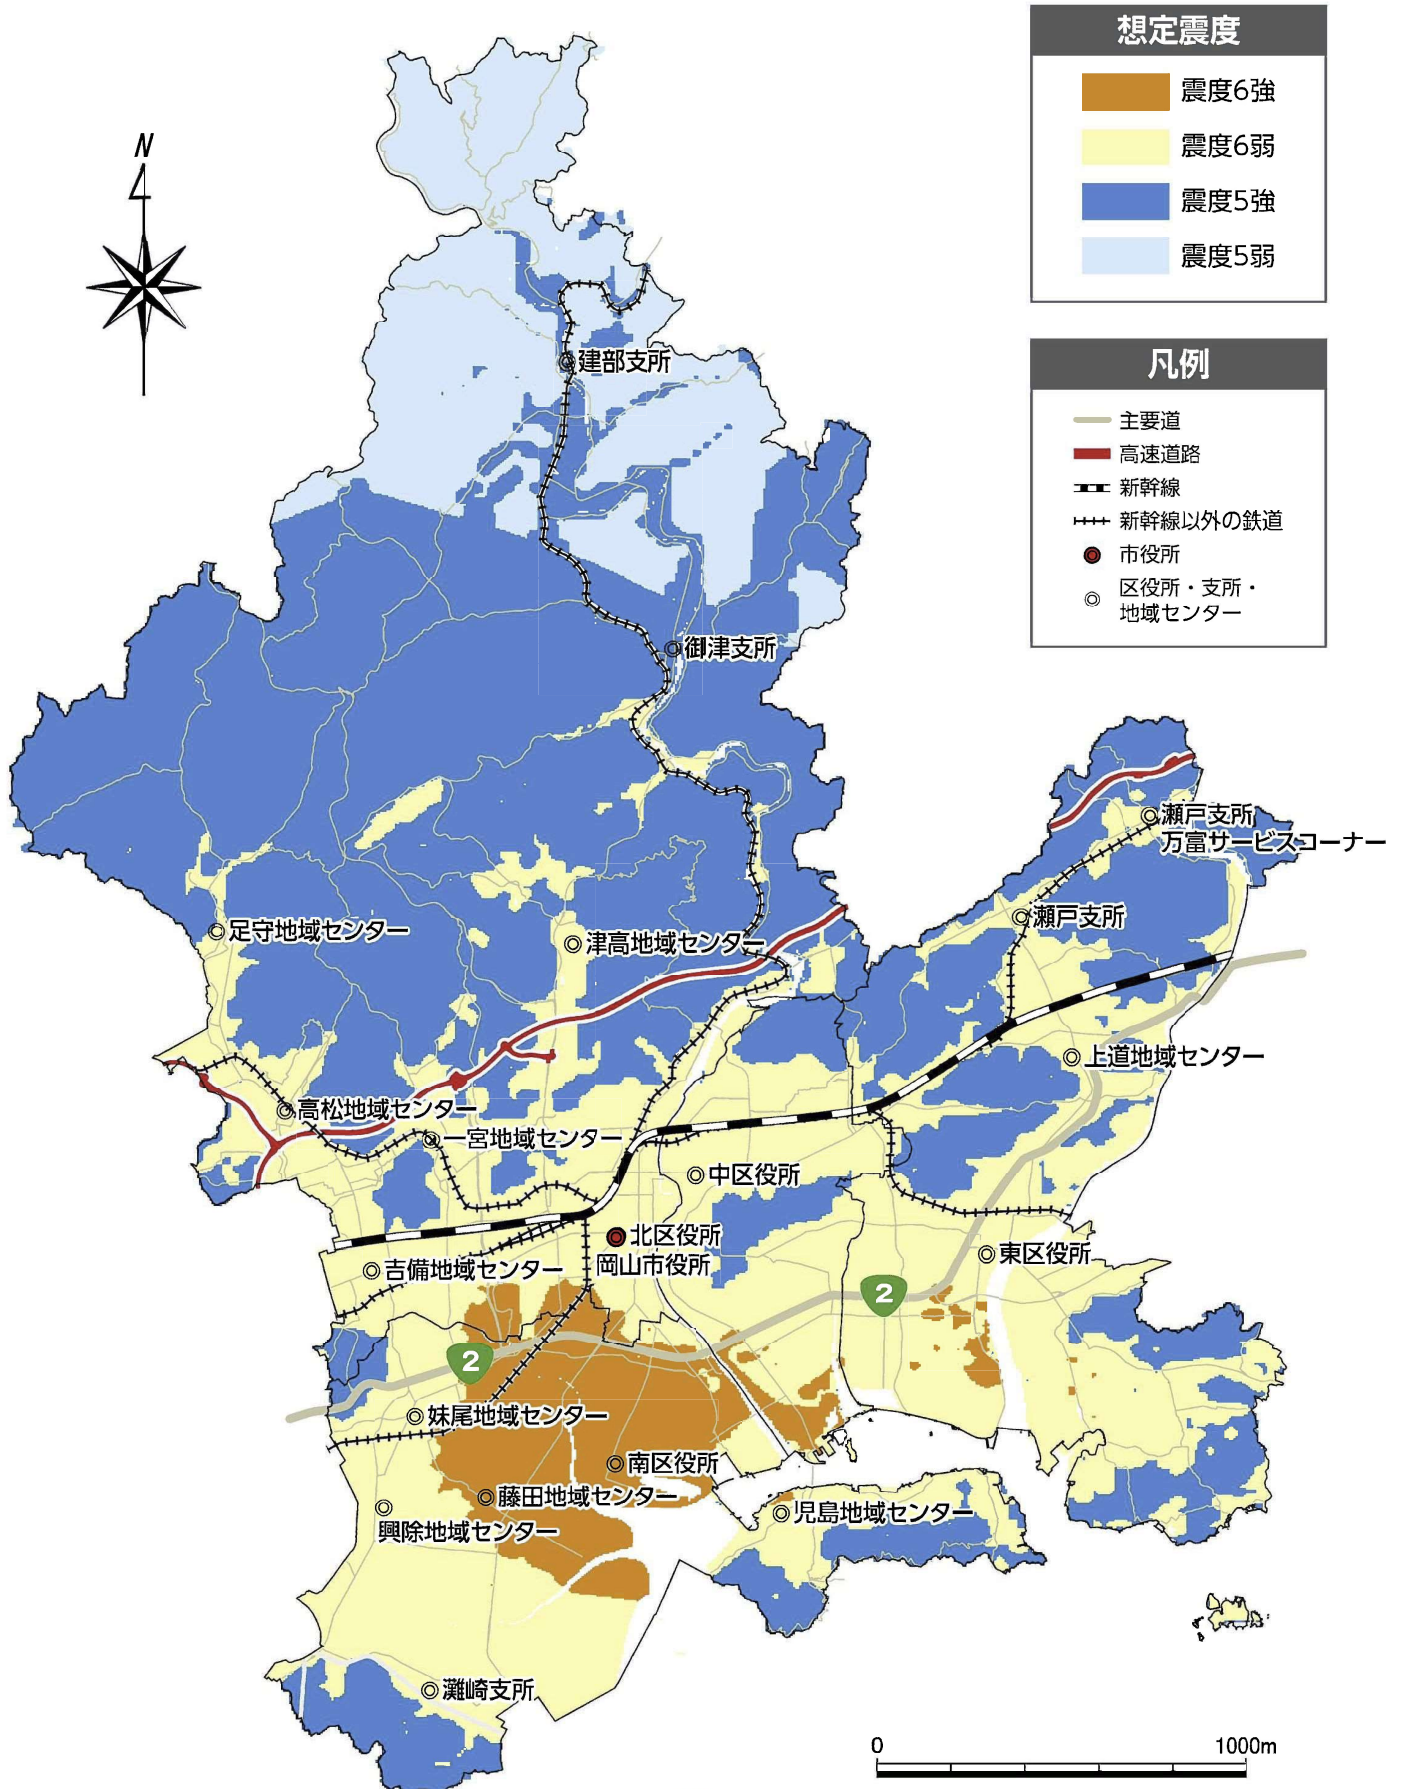 想定震度
震度6強
震度6弱
震度5強
震度5弱
凡例
主要道
高速道路
新幹線
新幹線以外の鉄道
市役所
区役所・支所・
地域センター
N
建部支所
御津支所
瀬戸支所
万富サービスコーナー
瀬戸支所
足守地域センター
津高地域センター
上道地域センター
高松地域センター
一宮地域センター
中区役所
北区役所
岡山市役所
東区役所
吉備地域センター
2
2
妹尾地域センター
南区役所
藤田地域センター
興除地域センター
児島地域センター
灘崎支所
0 1000m